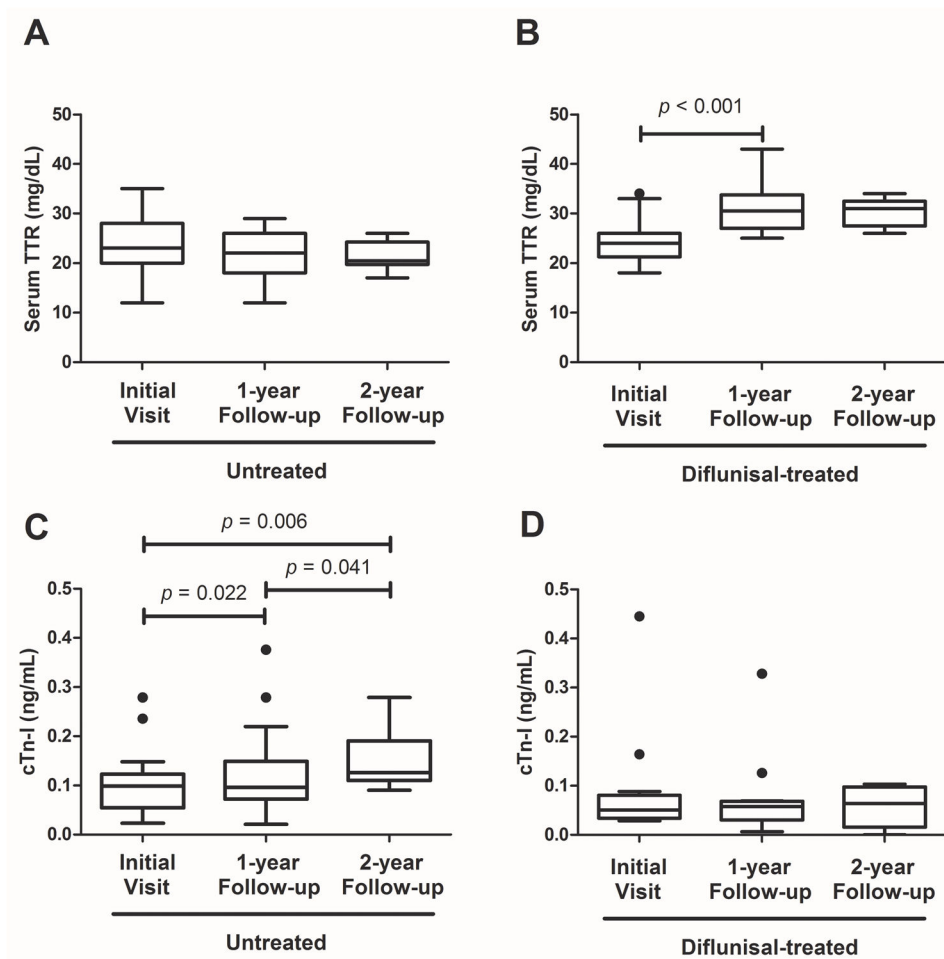 A
Serum TTR (mg/dL)
50
40
30
20
10
0
Initial
Visit
1-year
Follow-up
2-year
Follow-up
Untreated
B
Serum TTR (mg/dL)
50
40
30
20
10
0
p < 0.001
Initial
Visit
1-year
Follow-up
2-year
Follow-up
Diflunisal-treated
C
cTn-I (ng/mL)
0.5
0.4
0.3
0.2
0.1
0.0
p = 0.006
p = 0.041
p = 0.022
Initial
Visit
1-year
Follow-up
2-year
Follow-up
Untreated
D
cTn-I (ng/mL)
0.5
0.4
0.3
0.2
0.1
0.0
Initial
Visit
1-year
Follow-up
2-year
Follow-up
Diflunisal-treated